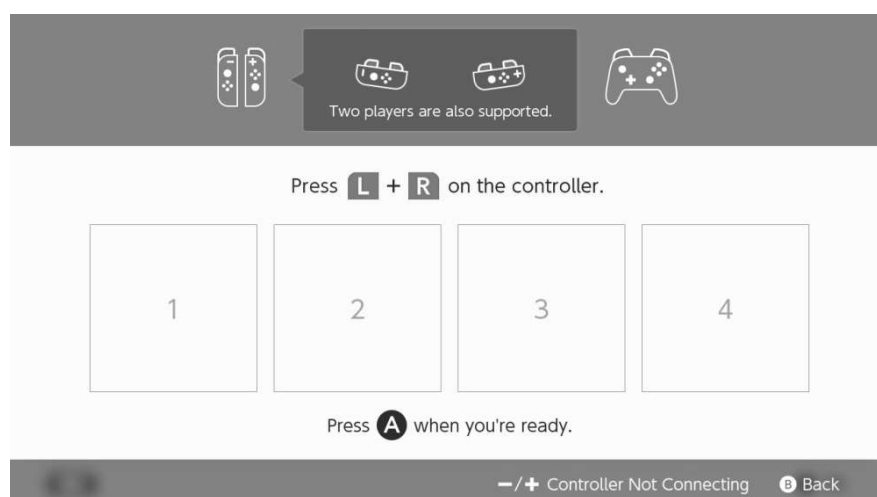 Two players are also supported.
Press L + R on the controller.
1 2 3 4
Press A when you're ready.
−/+ Controller Not Connecting B Back